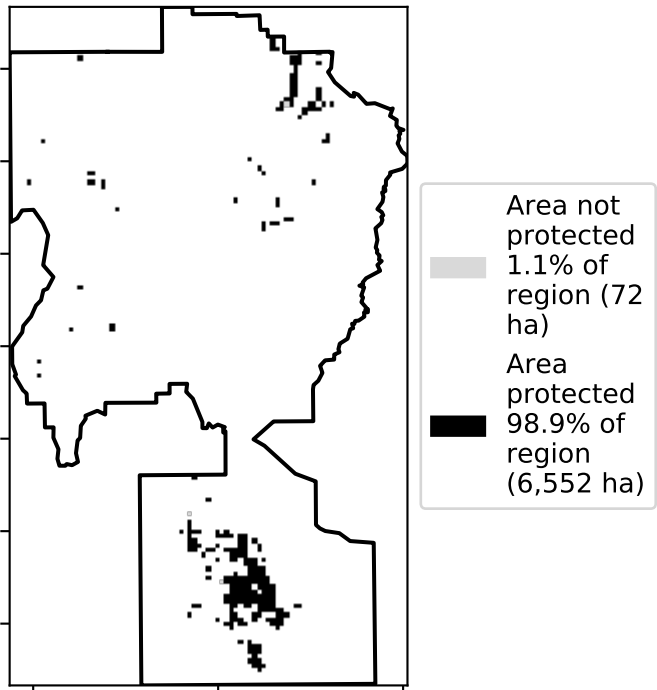 Area not
protected
1.1% of
region (72
ha)
Area
protected
98.9% of
region
(6,552 ha)